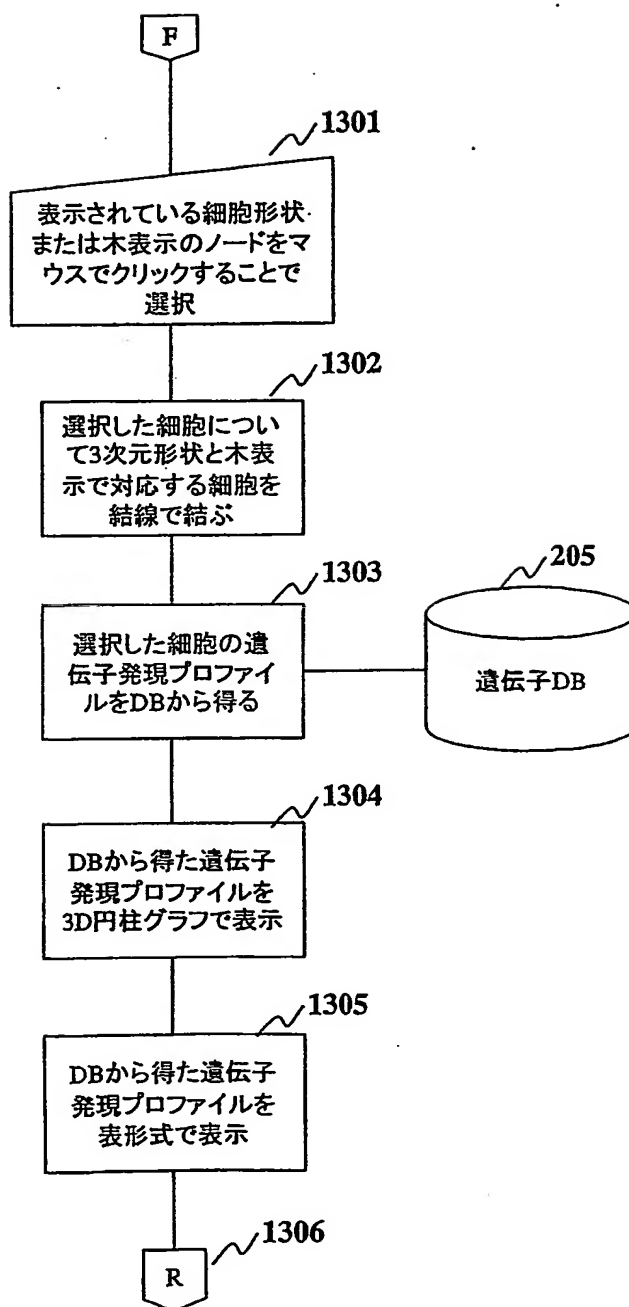 F
1301
表示されている細胞形状
または木表示のノードをマ
ウスでクリックすることで
選択
1302
選択した細胞につい
て3次元形状と木表
示で対応する細胞を
結線で結ぶ
1303
選択した細胞の遺
伝子発現プロファイ
ルをDBから得る
205
遺伝子DB
1304
DBから得た遺伝子
発現プロファイルを
3D円柱グラフで表示
1305
DBから得た遺伝子
発現プロファイルを
表形式で表示
1306
R